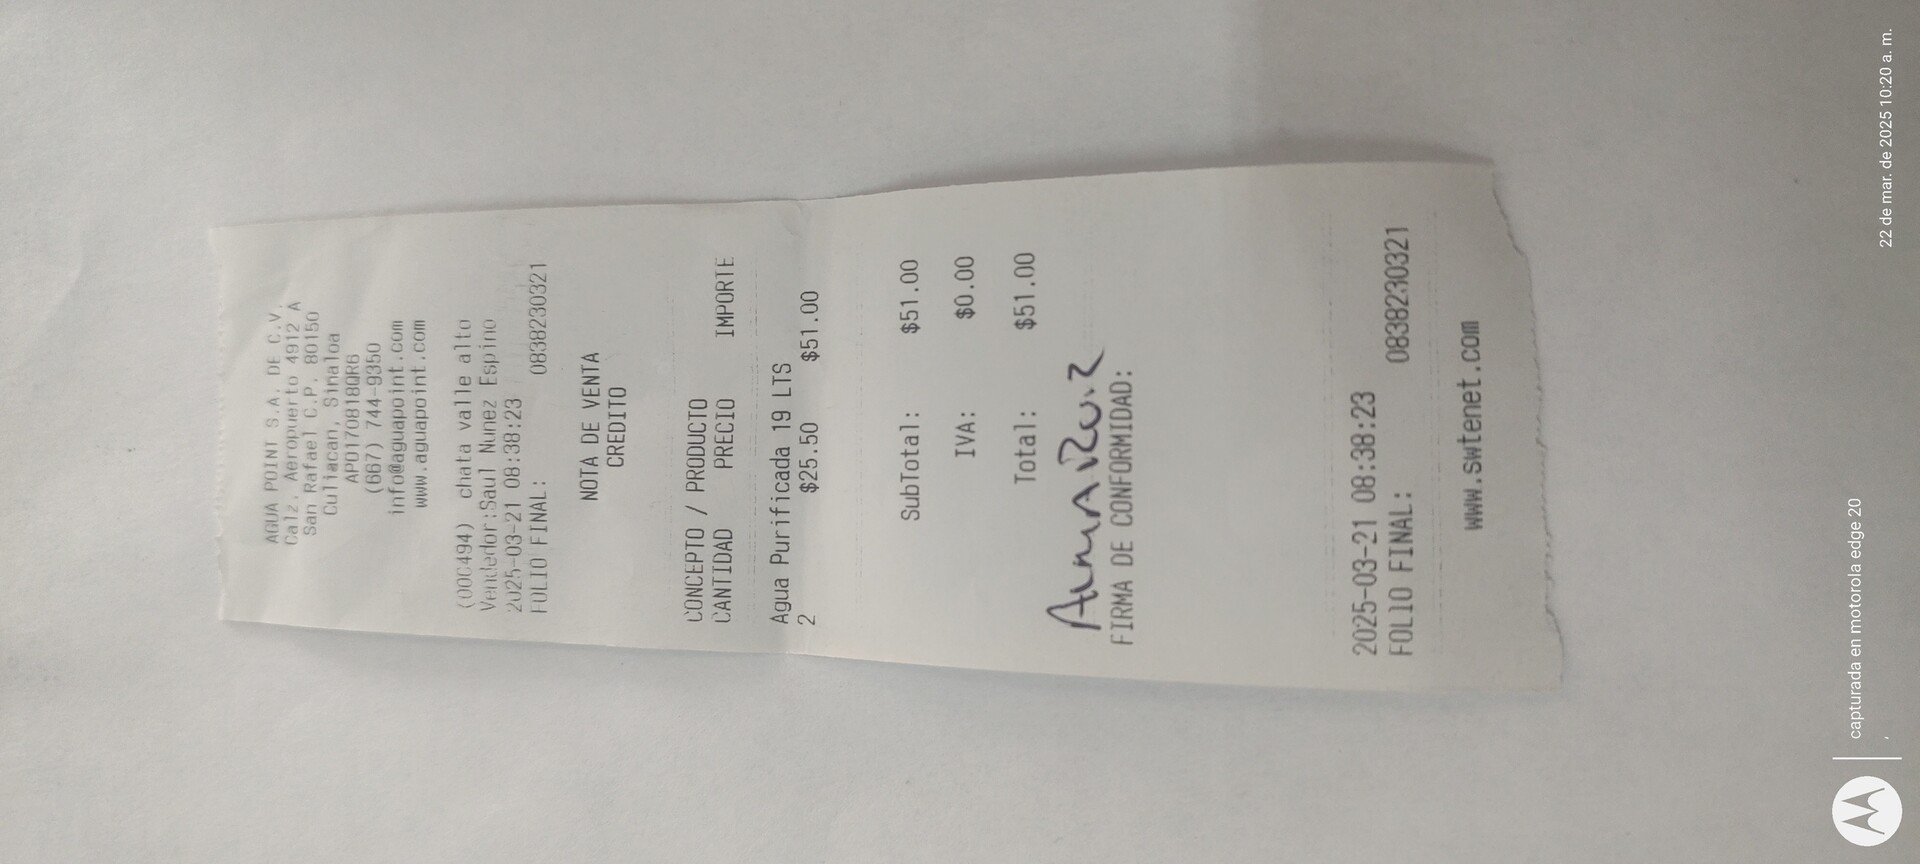 AGUA POINT S.A. DE C.V.
Calz. Aeropuerto 4912 A
San Rafael C.P. 80150
Culiacan, Sinaloa
APO170818QR6
(667) 744-9350
info@aguapoint.com
www.aguapoint.com
(00C494) chata valle alto
Vendedor:Saul Nunez Espino
2025-03-21 08:38:23
FOLIO FINAL: 0838230321
NOTA DE VENTA
CREDITO
CONCEPTO / PRODUCTO
CANTIDAD PRECIO IMPORTE
Agua Purificada 19 LTS
2 $25.50 $51.00
SubTotal: $51.00
IVA: $0.00
Total: $51.00
Alma Ruiz
FIRMA DE CONFORMIDAD:
2025-03-21 08:38:23
FOLIO FINAL: 0838230321
www.swtenet.com
capturada en motorola edge 20
,
22 de mar. de 2025 10:20 a. m.